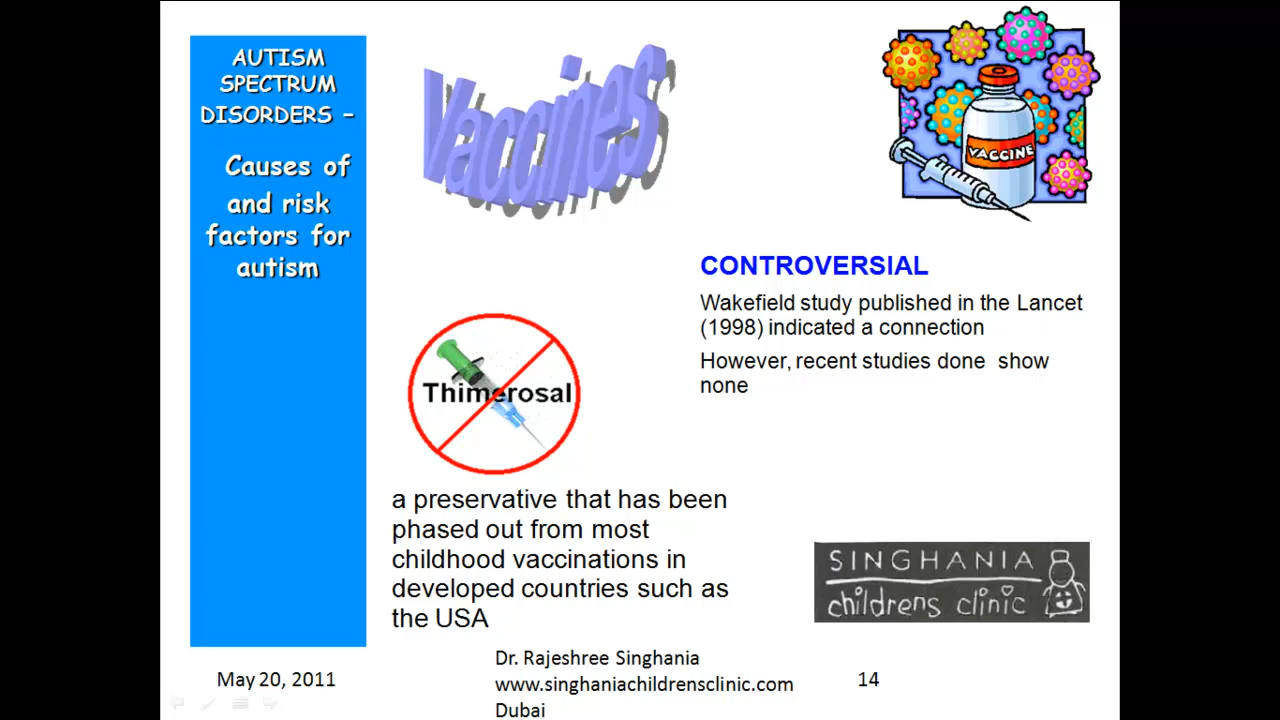 AUTISM
SPECTRUM
DISORDERS –
Causes of
and risk
factors for
autism
Vaccines
VACCINE
CONTROVERSIAL
Wakefield study published in the Lancet
(1998) indicated a connection
However, recent studies done show
none
Thimerosal
a preservative that has been
phased out from most
childhood vaccinations in
developed countries such as
the USA
SINGHANIA
childrens clinic
May 20, 2011
Dr. Rajeshree Singhania
www.singhaniachildrensclinic.com
Dubai
14